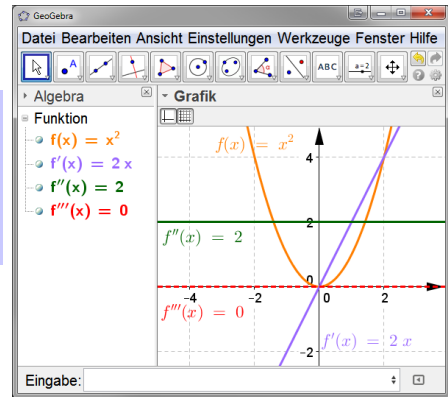 GeoGebra
Datei Bearbeiten Ansicht Einstellungen Werkzeuge Fenster Hilfe
A
ABC
a=2
Algebra
Grafik
Funktion
f(x) = x²
f'(x) = 2 x
f''(x) = 2
f'''(x) = 0
f(x) = x²
4
f''(x) = 2
2
0
-4
-2
0
2
f'''(x) = 0
-2
f'(x) = 2 x
Eingabe: